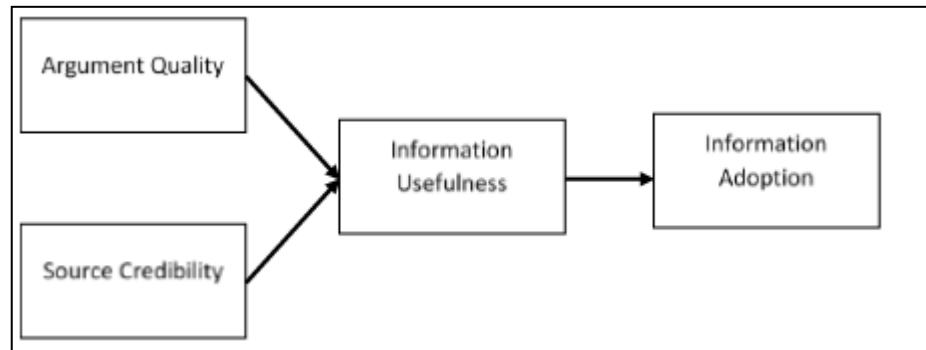 Argument Quality
Information
Usefulness
Information
Adoption
Source Credibility